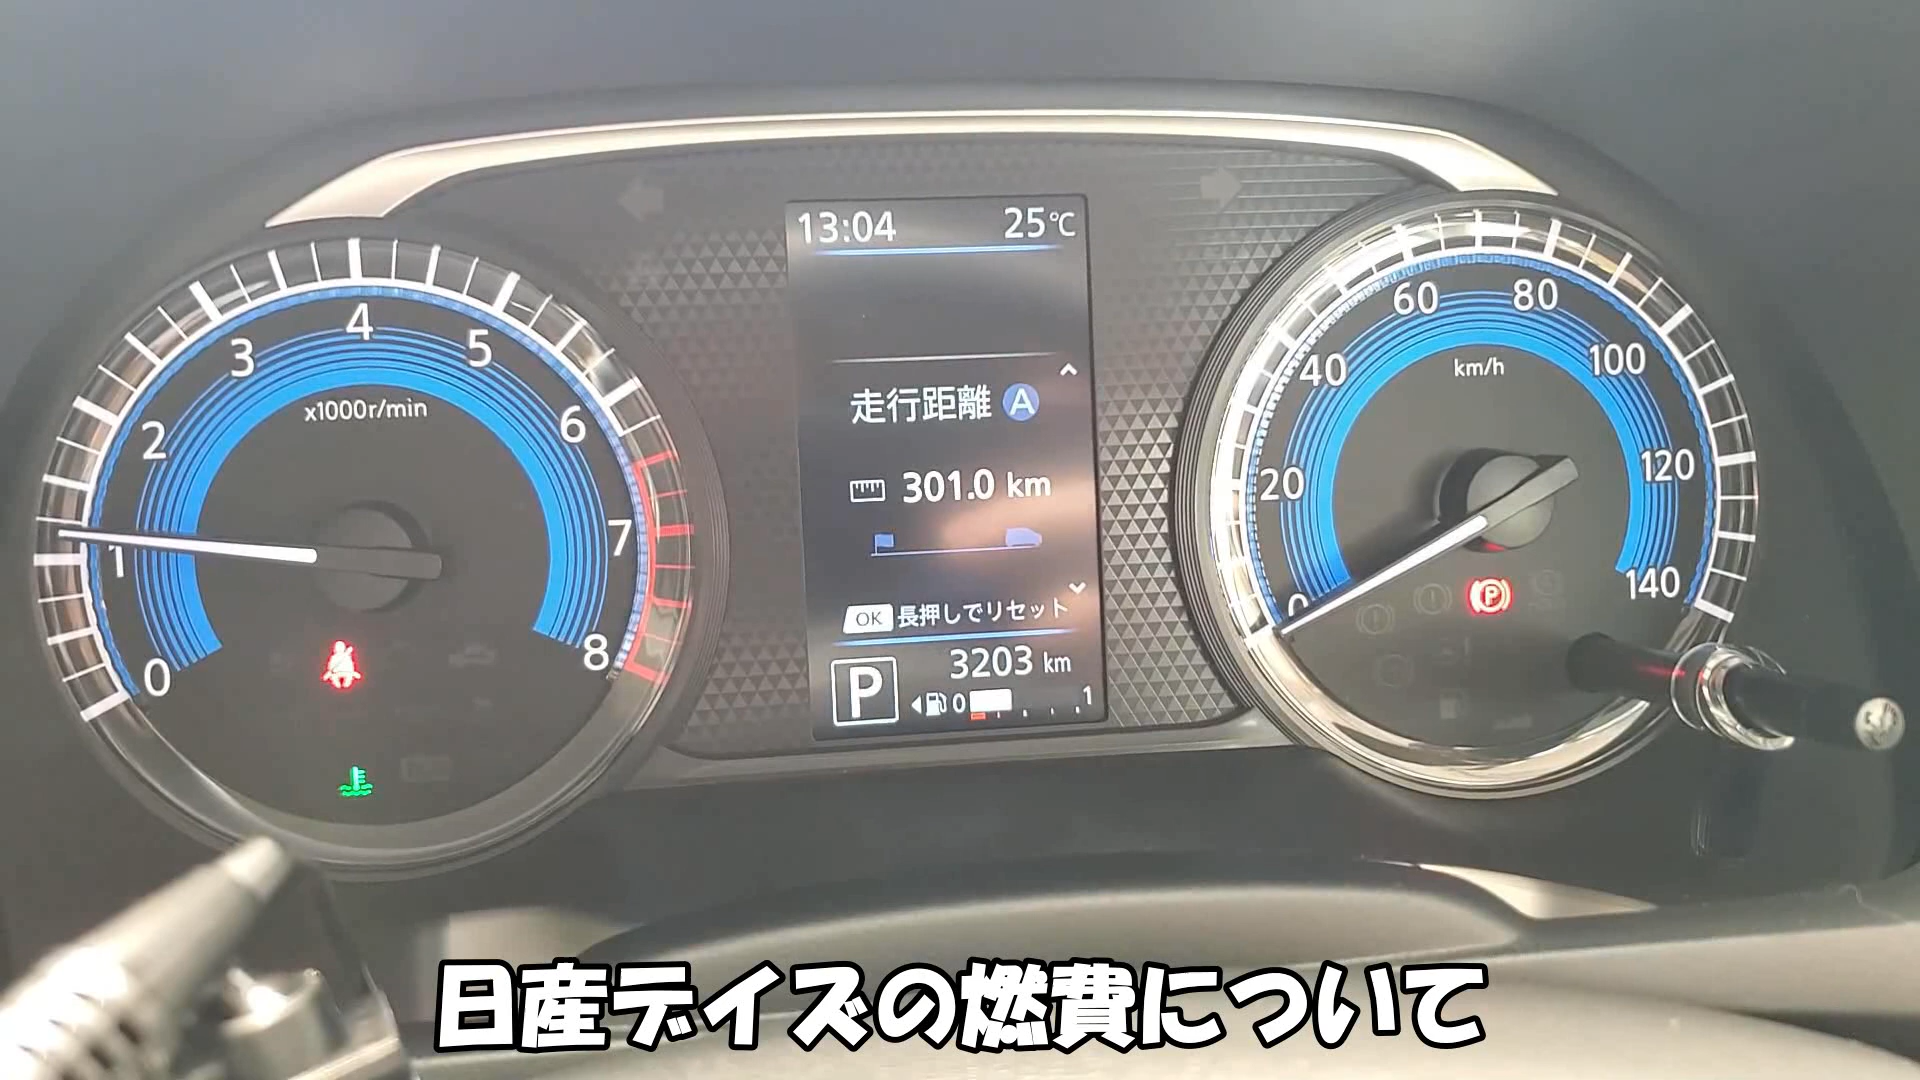 13:04 25℃
走行距離 A
301.0 km
OK 長押しでリセット
3203 km
P 0 1
0 1 2 3 4 5 6 7 8
x1000r/min
0 20 40 60 80 100 120 140
km/h
P
日産デイズの燃費について